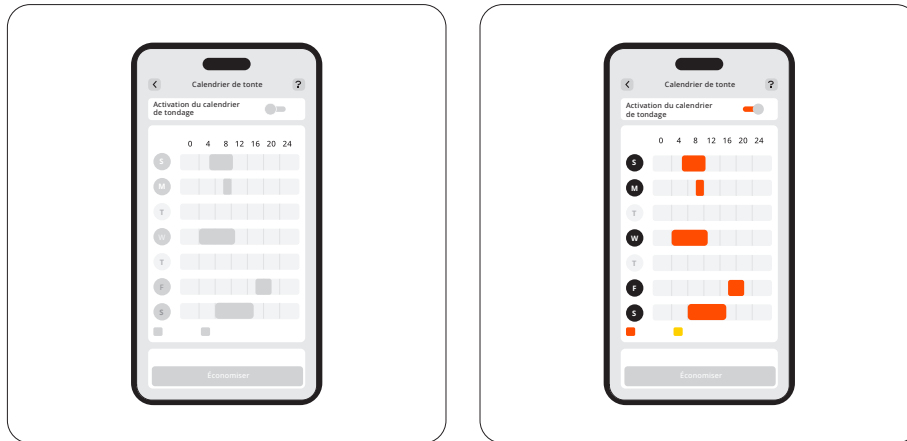 Calendrier de tonte ?
Activation du calendrier
de tondage
0 4 8 12 16 20 24
S
M
T
W
T
F
S
Économiser
Calendrier de tonte ?
Activation du calendrier
de tondage
0 4 8 12 16 20 24
S
M
T
W
T
F
S
Économiser